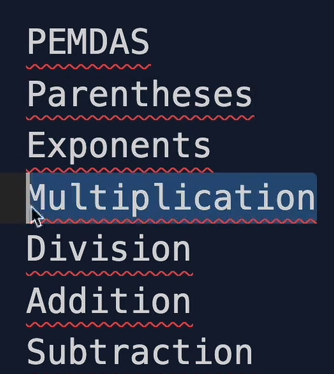 PEMDAS
Parentheses
Exponents
Multiplication
Division
Addition
Subtraction